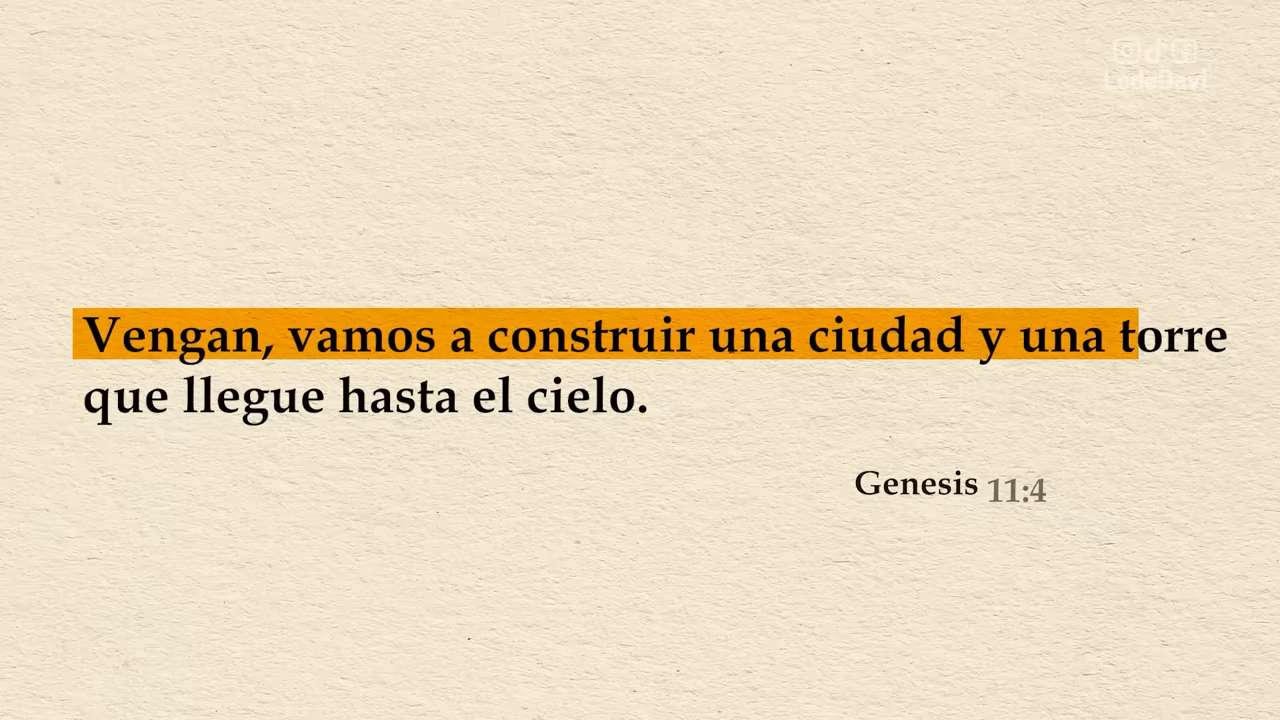 Vengan, vamos a construir una ciudad y una torre
que llegue hasta el cielo.
Genesis 11:4